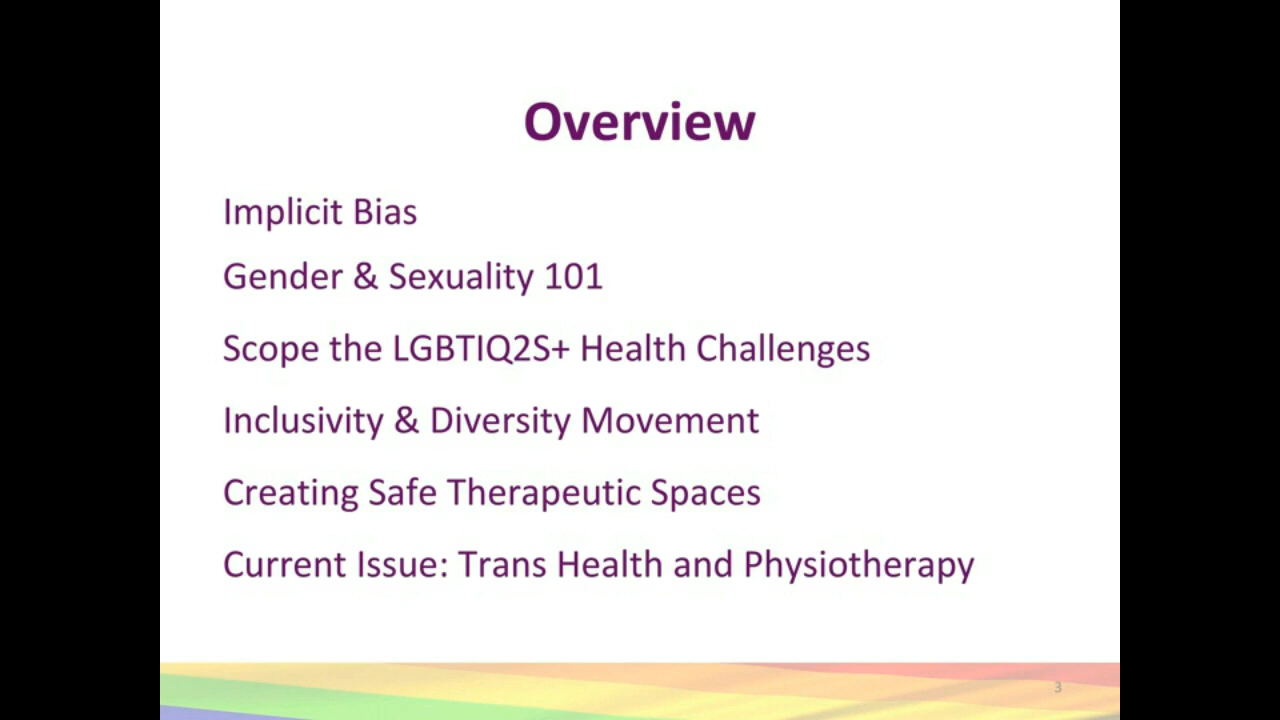 Overview
Implicit Bias
Gender & Sexuality 101
Scope the LGBTIQ2S+ Health Challenges
Inclusivity & Diversity Movement
Creating Safe Therapeutic Spaces
Current Issue: Trans Health and Physiotherapy
3